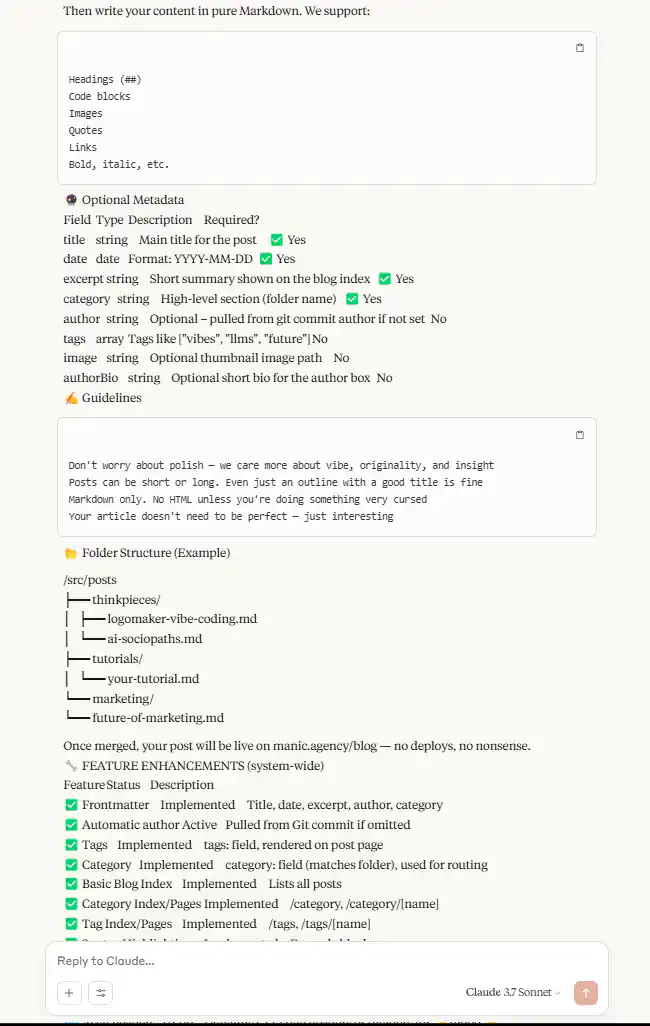 Then write your content in pure Markdown. We support:
Headings (##)
Code blocks
Images
Quotes
Links
Bold, italic, etc.
🔮 Optional Metadata
Field Type Description Required?
title string Main title for the post ✅ Yes
date date Format: YYYY-MM-DD ✅ Yes
excerpt string Short summary shown on the blog index ✅ Yes
category string High-level section (folder name) ✅ Yes
author string Optional – pulled from git commit author if not set No
tags array Tags like ["vibes", "llms", "future"] No
image string Optional thumbnail image path No
authorBio string Optional short bio for the author box No
✍️ Guidelines
Don't worry about polish — we care more about vibe, originality, and insight
Posts can be short or long. Even just an outline with a good title is fine
Markdown only. No HTML unless you're doing something very cursed
Your article doesn't need to be perfect — just interesting
📁 Folder Structure (Example)
/src/posts
├── thinkpieces/
│ ├── logomaker-vibe-coding.md
│ └── ai-sociopaths.md
├── tutorials/
│ └── your-tutorial.md
└── marketing/
└── future-of-marketing.md
Once merged, your post will be live on manic.agency/blog — no deploys, no nonsense.
🔧 FEATURE ENHANCEMENTS (system-wide)
Feature Status Description
✅ Frontmatter Implemented Title, date, excerpt, author, category
✅ Automatic author Active Pulled from Git commit if omitted
✅ Tags Implemented tags: field, rendered on post page
✅ Category Implemented category: field (matches folder), used for routing
✅ Basic Blog Index Implemented Lists all posts
✅ Category Index/Pages Implemented /category, /category/[name]
✅ Tag Index/Pages Implemented /tags, /tags/[name]
Reply to Claude...
Claude 3.7 Sonnet